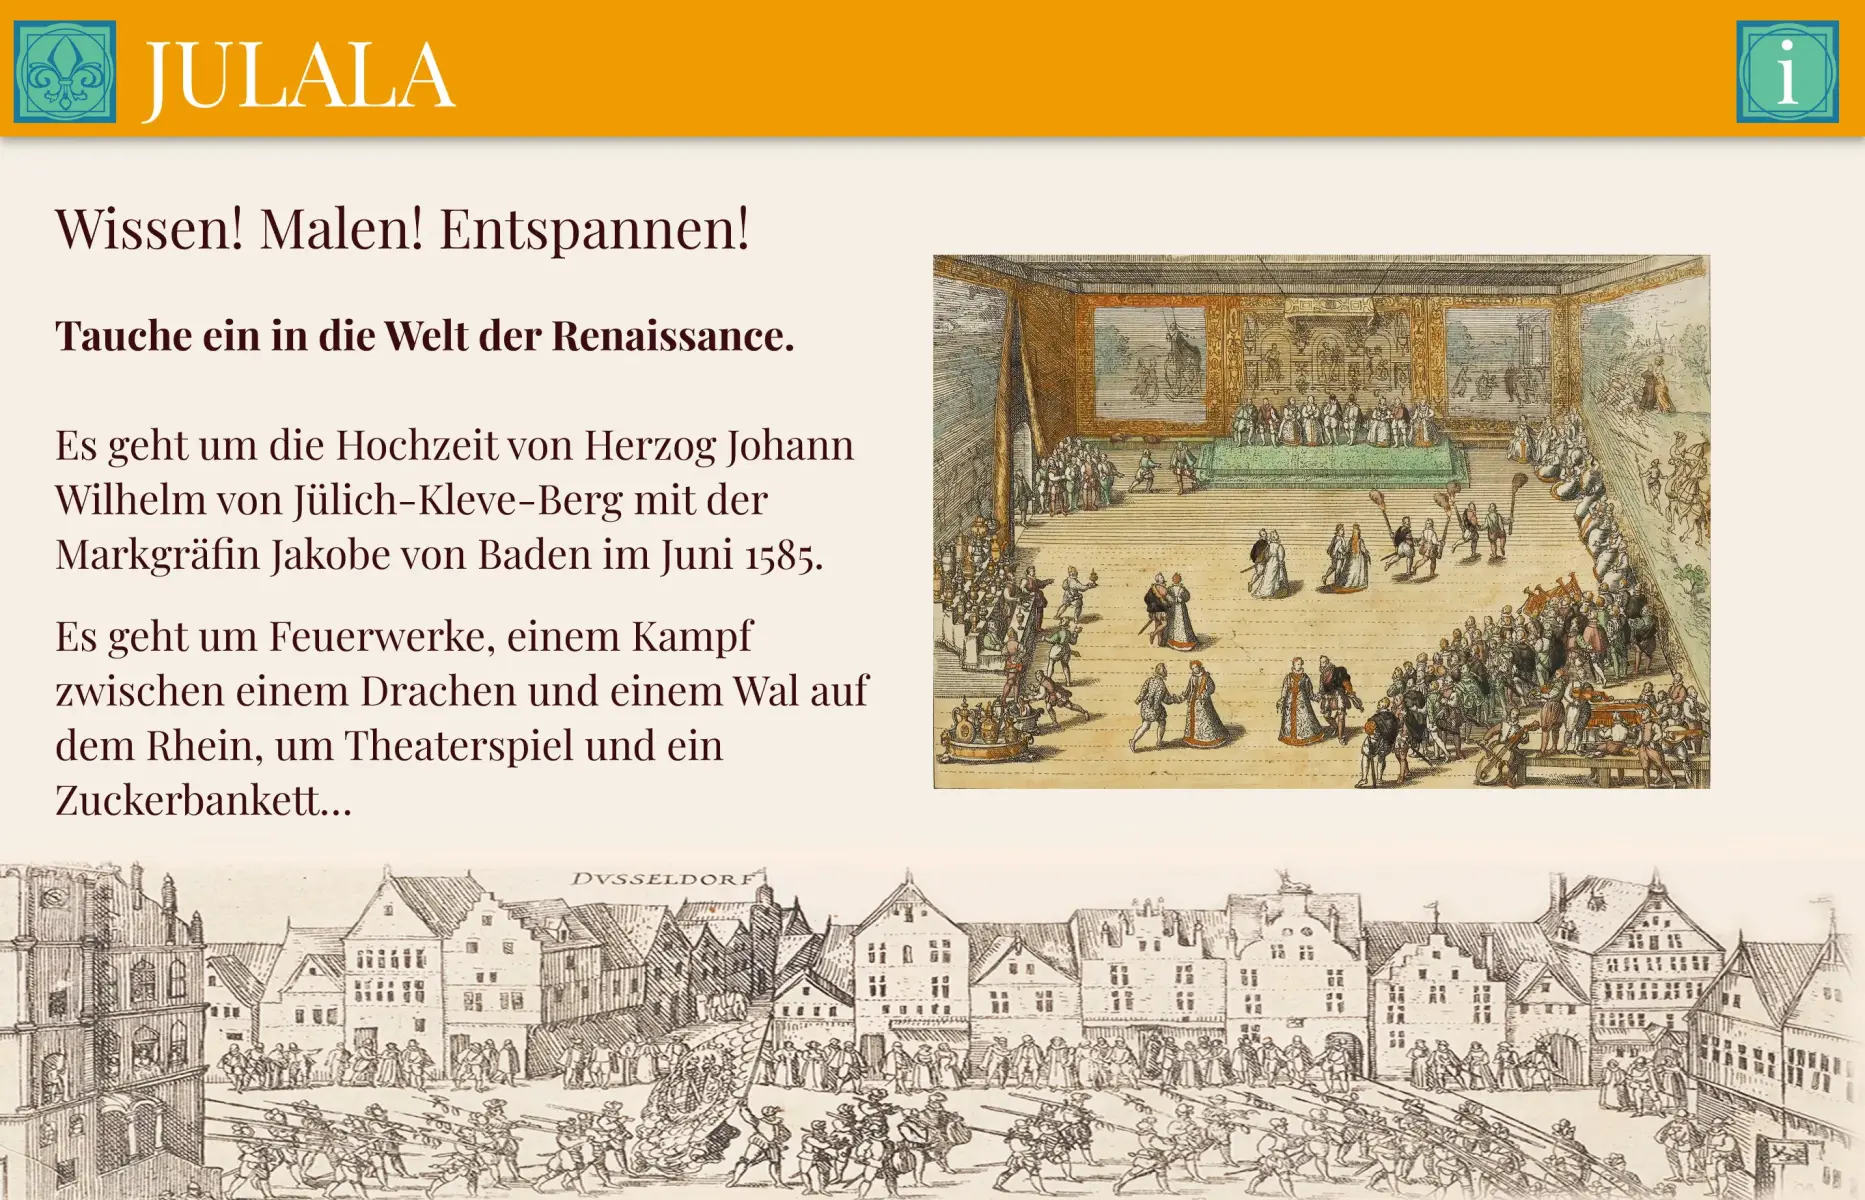 JULALA
i
Wissen! Malen! Entspannen!
Tauche ein in die Welt der Renaissance.
Es geht um die Hochzeit von Herzog Johann
Wilhelm von Jülich-Kleve-Berg mit der
Markgräfin Jakobe von Baden im Juni 1585.
Es geht um Feuerwerke, einem Kampf
zwischen einem Drachen und einem Wal auf
dem Rhein, um Theaterspiel und ein
Zuckerbankett...
DVSSELDORF